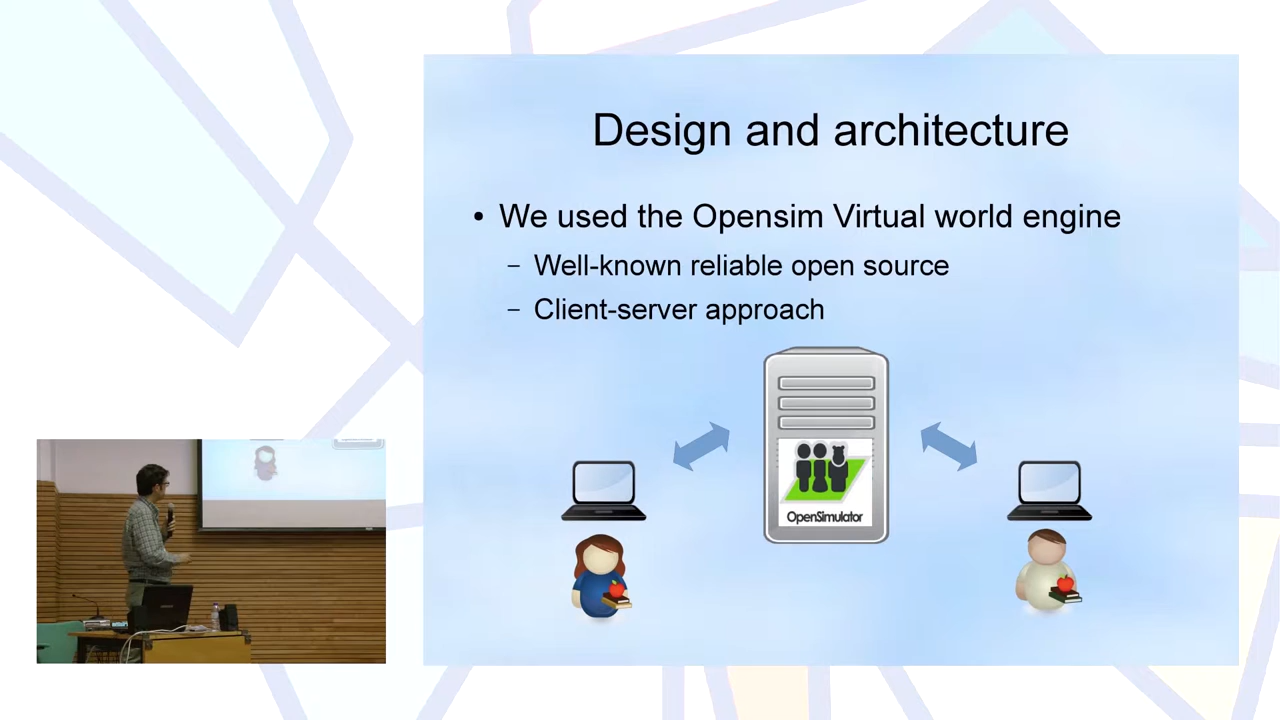 Design and architecture
• We used the Opensim Virtual world engine
– Well-known reliable open source
– Client-server approach
OpenSimulator